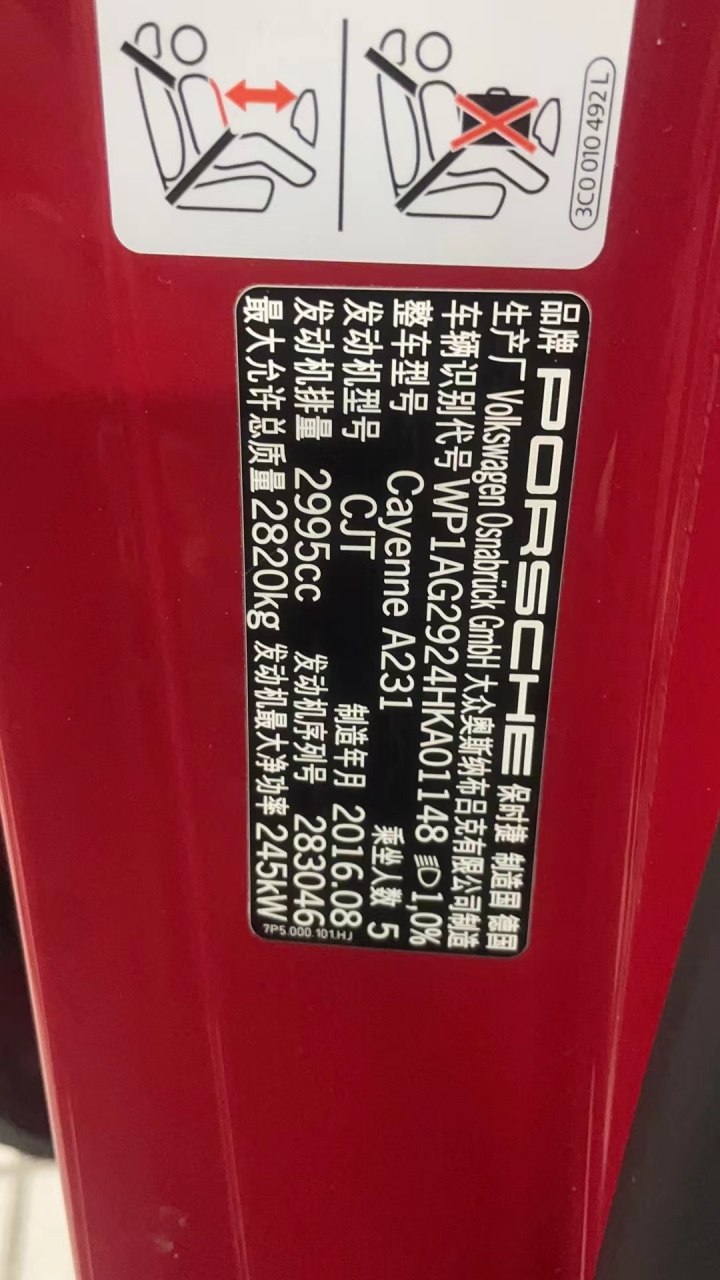 3C0 010 492 L
品牌 PORSCHE 保时捷 制造国 德国
生产厂 Volkswagen Osnabrück GmbH 大众奥斯纳布吕克有限公司制造
车辆识别代号 WP1AG2924HKA01148 1,0%
整车型号 Cayenne A231 乘坐人数 5
发动机型号 CJT 制造年月 2016.08
发动机排量 2995cc 发动机序列号 283046
最大允许总质量 2820kg 发动机最大净功率 245kW
7P5.000.101.HJ